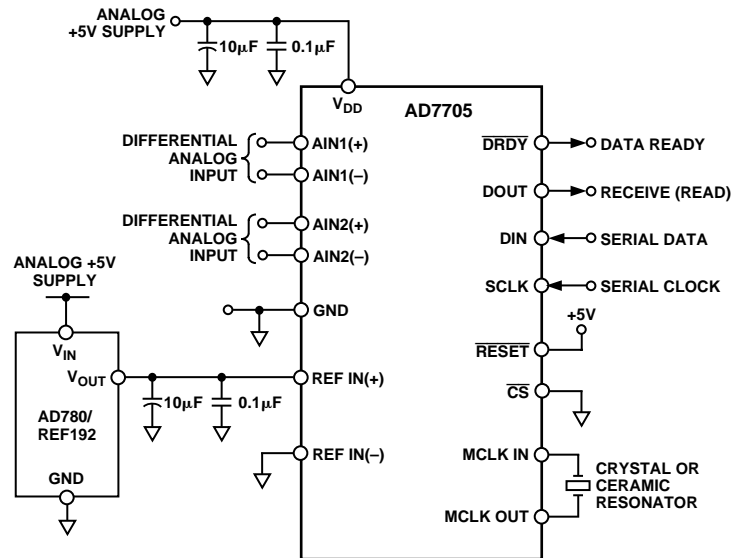 ANALOG
+5V SUPPLY
10μF
0.1μF
VDD
AD7705
DIFFERENTIAL
ANALOG
INPUT
AIN1(+)
AIN1(–)
DIFFERENTIAL
ANALOG
INPUT
AIN2(+)
AIN2(–)
GND
REF IN(+)
REF IN(–)
DRDY
DATA READY
DOUT
RECEIVE (READ)
DIN
SERIAL DATA
SCLK
SERIAL CLOCK
+5V
RESET
CS
MCLK IN
MCLK OUT
CRYSTAL OR
CERAMIC
RESONATOR
ANALOG +5V
SUPPLY
VIN
VOUT
AD780/
REF192
GND
10μF
0.1μF